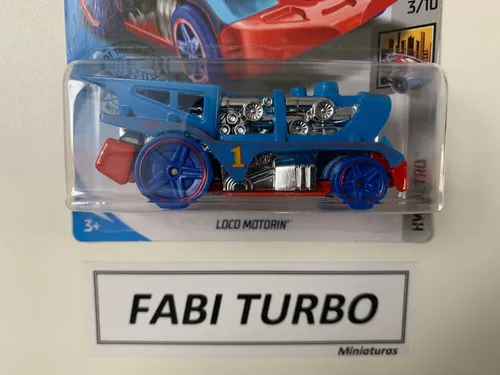 3/10
1
3+
LOCO MOTORIN'
FABI TURBO
Miniaturas